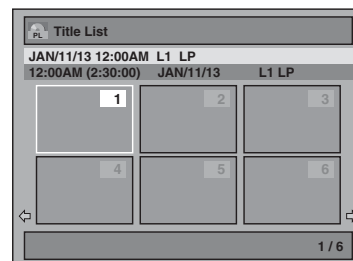 PL Title List
JAN/11/13 12:00AM L1 LP
12:00AM (2:30:00) JAN/11/13 L1 LP
1 2 3
4 5 6
1 / 6